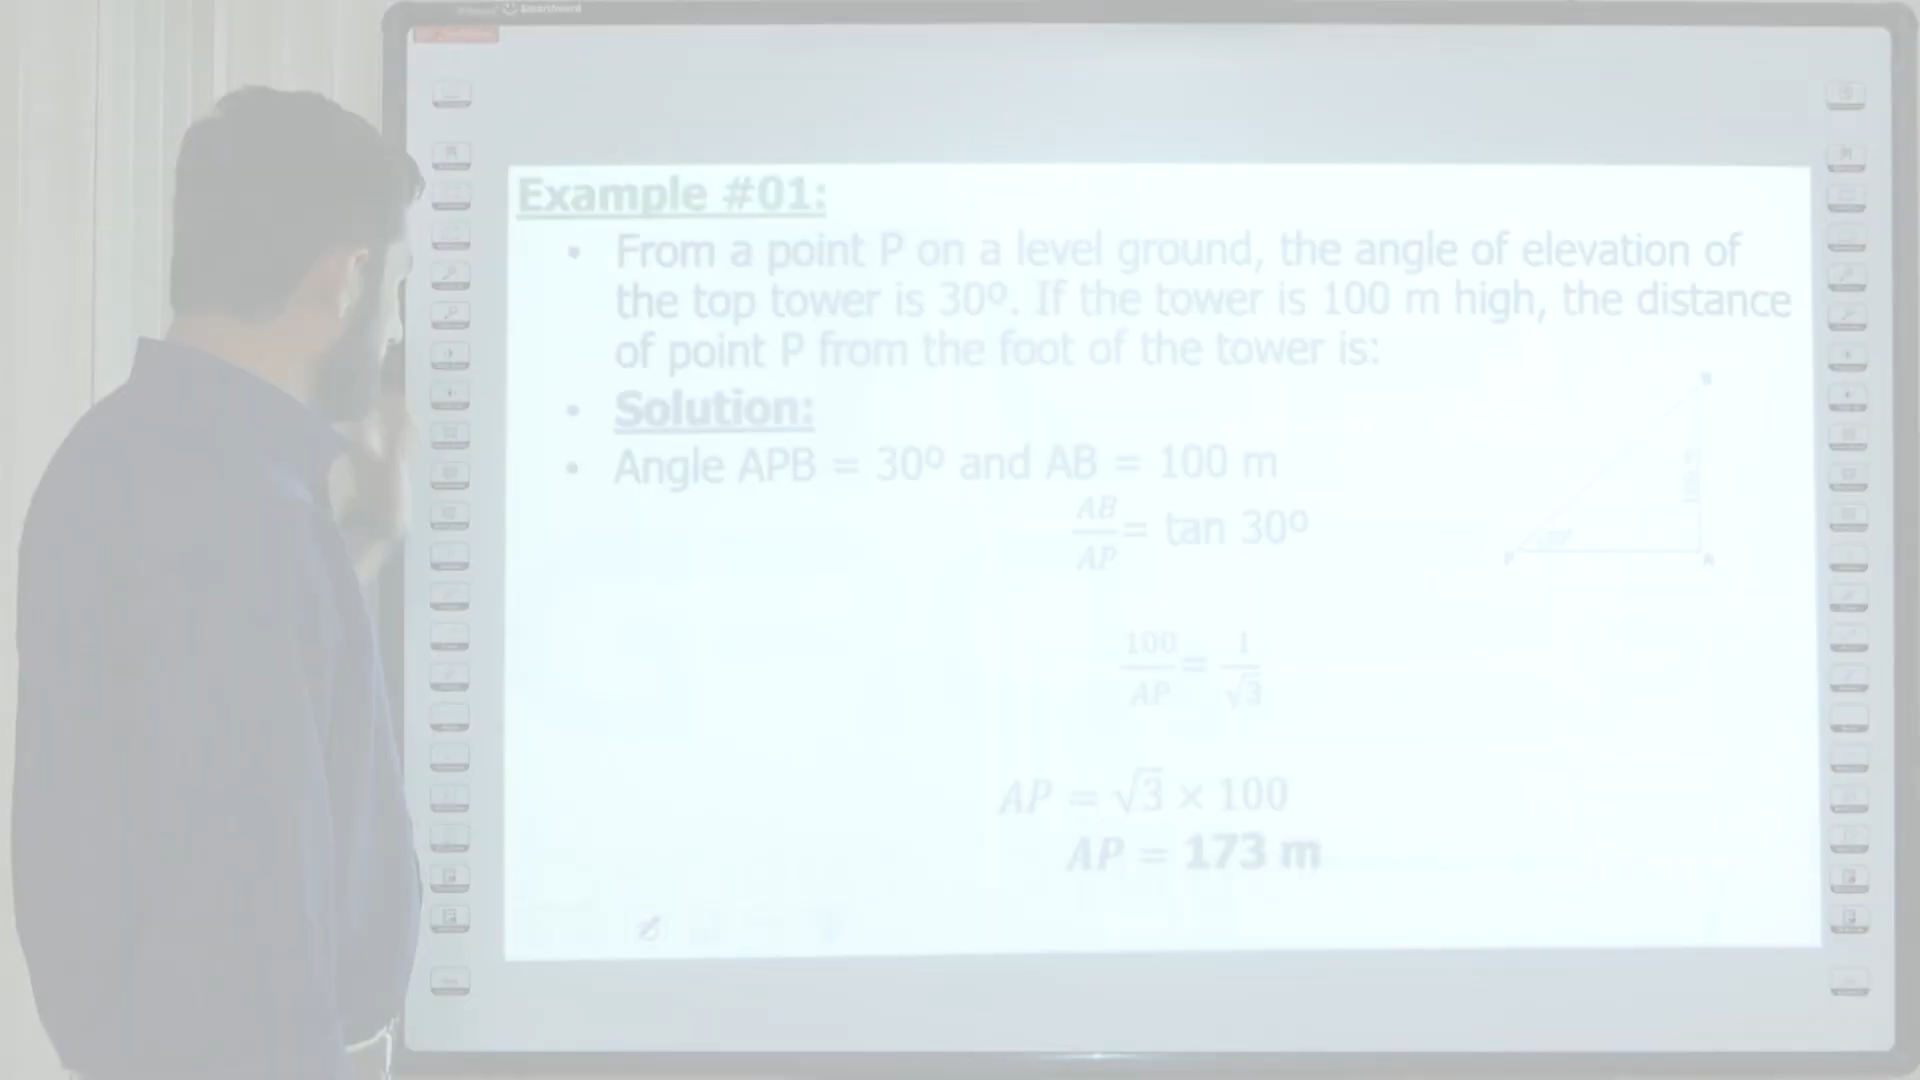 Smartboard
Example #01:
• From a point P on a level ground, the angle of elevation of
the top tower is 30º. If the tower is 100 m high, the distance
of point P from the foot of the tower is:
• Solution:
• Angle APB = 30º and AB = 100 m
AB/AP = tan 30º
100/AP = 1/√3
AP = √3 × 100
AP = 173 m
B
30°
P
A